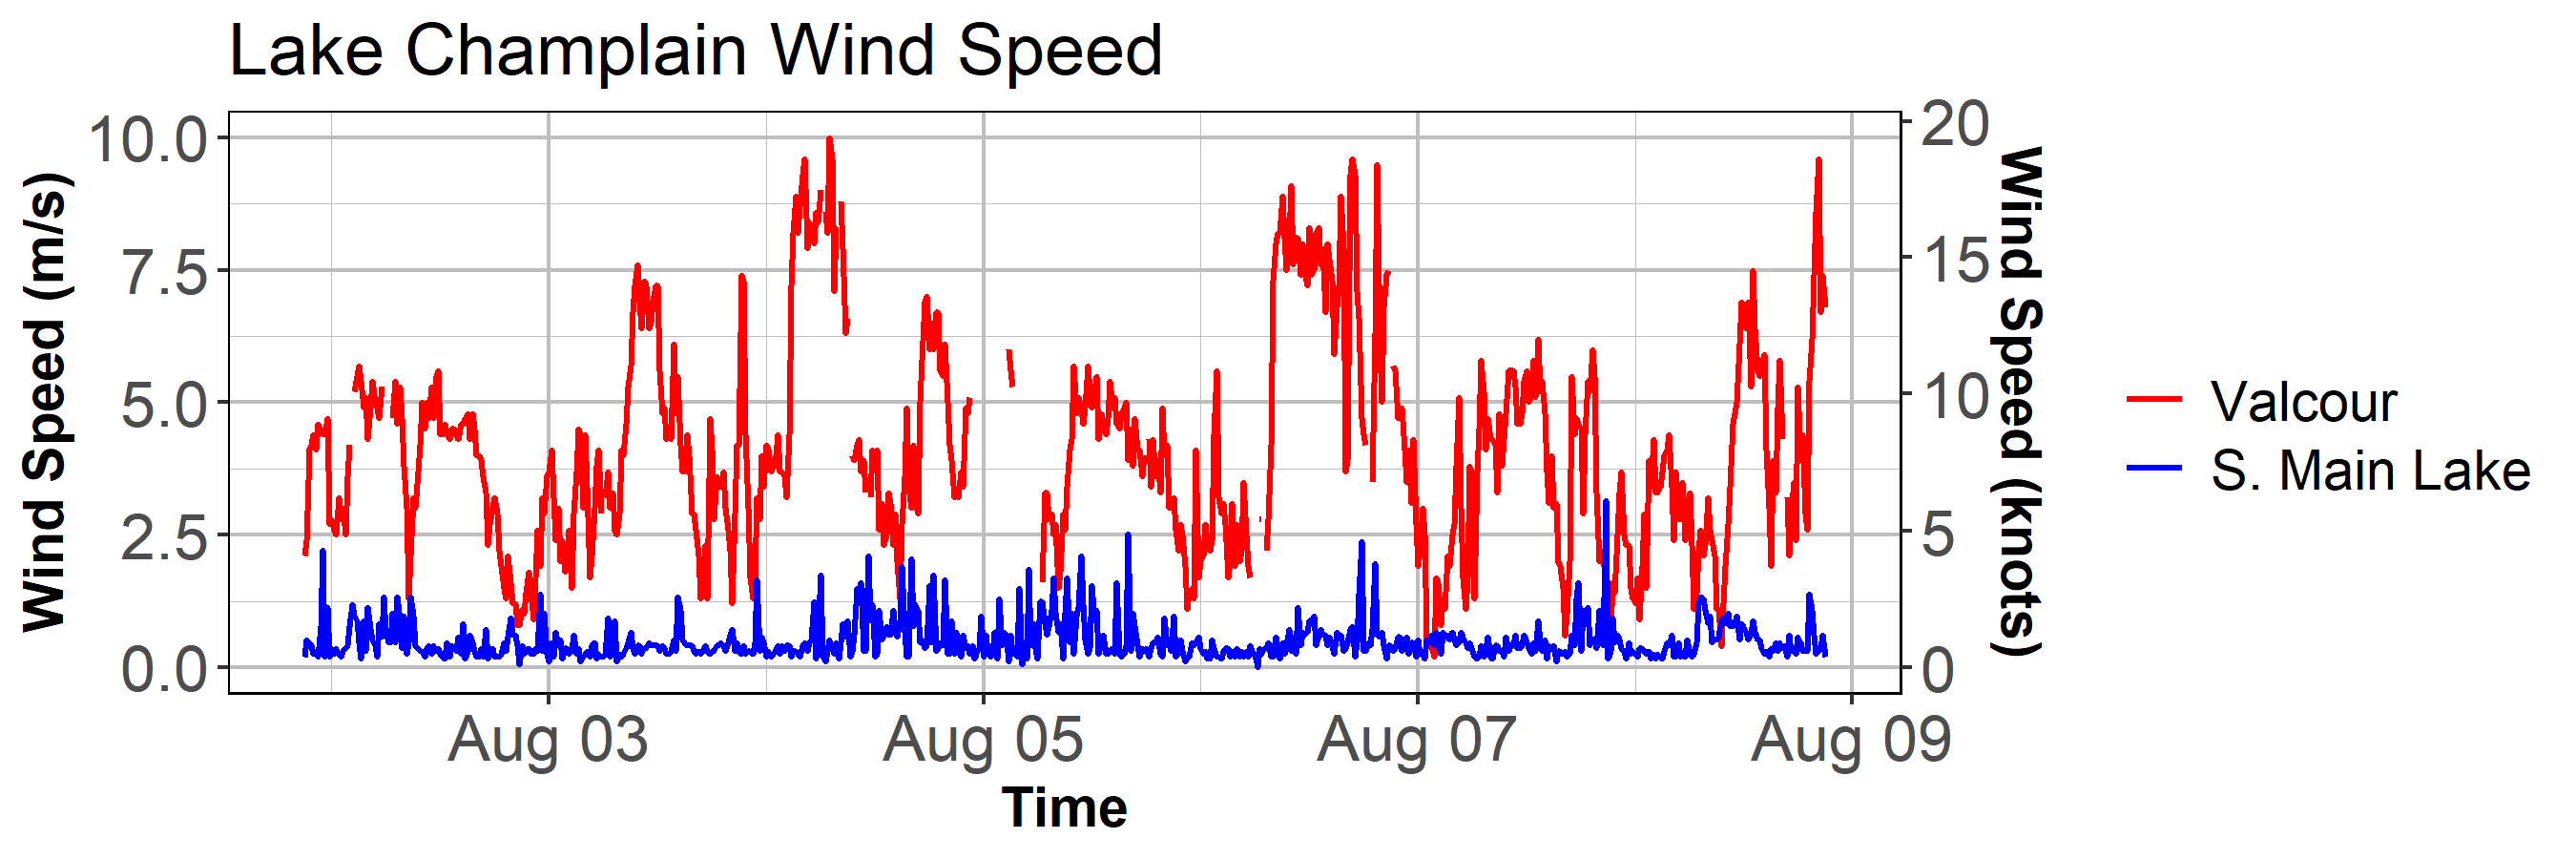 Lake Champlain Wind Speed
Wind Speed (m/s)
10.0
7.5
5.0
2.5
0.0
20
15
10
5
0
Wind Speed (knots)
Aug 03
Aug 05
Aug 07
Aug 09
Time
Valcour
S. Main Lake